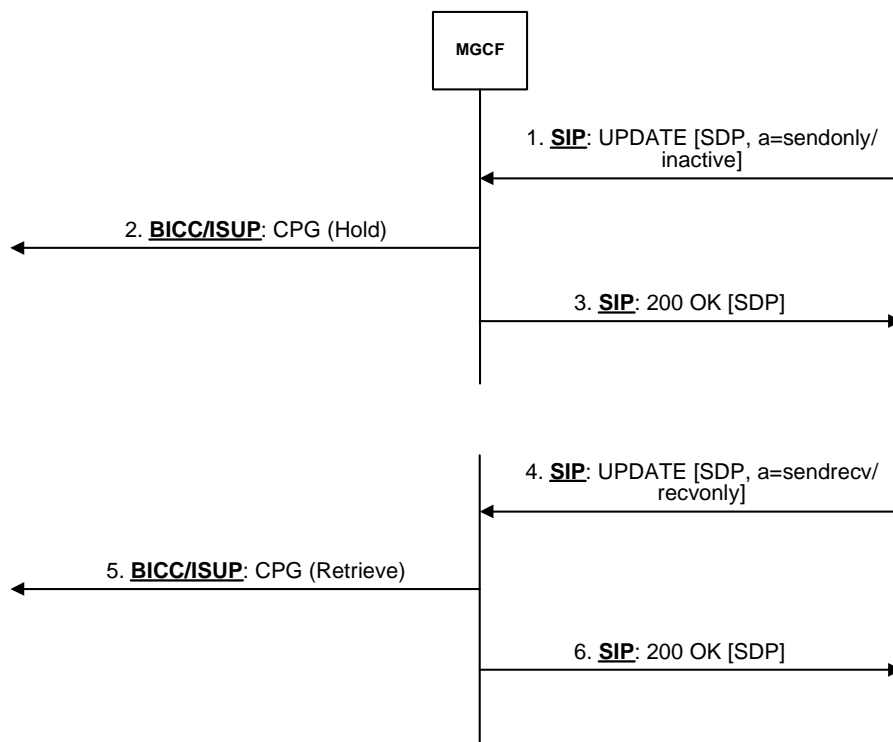 MGCF
1. SIP: UPDATE [SDP, a=sendonly/
inactive]
2. BICC/ISUP: CPG (Hold)
3. SIP: 200 OK [SDP]
4. SIP: UPDATE [SDP, a=sendrecv/
recvonly]
5. BICC/ISUP: CPG (Retrieve)
6. SIP: 200 OK [SDP]